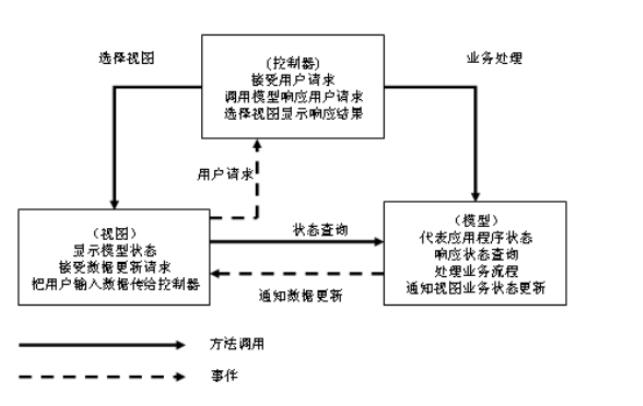 选择视图
(控制器)
接受用户请求
调用模型响应用户请求
选择视图显示响应结果
业务处理
用户请求
(视图)
显示模型状态
接受数据更新请求
把用户输入数据传给控制器
状态查询
通知数据更新
(模型)
代表应用程序状态
响应状态查询
处理业务流程
通知视图业务状态更新
方法调用
事件